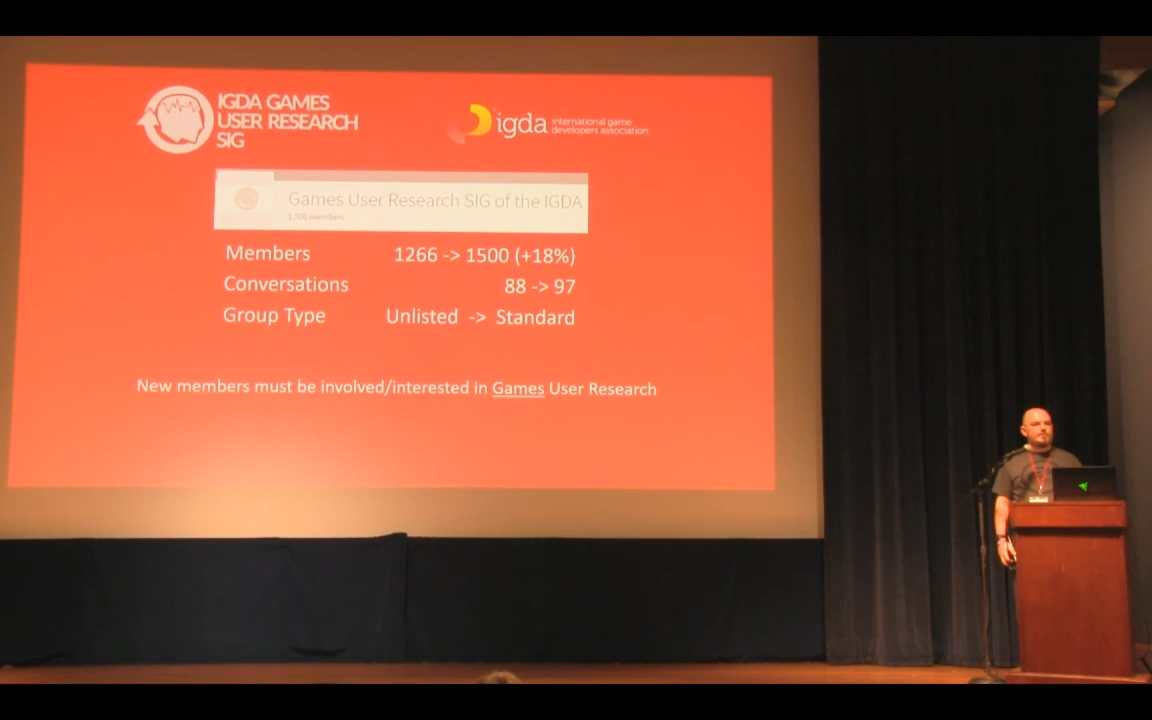 IGDA GAMES
USER RESEARCH
SIG
igda international game
developers association
Games User Research SIG of the IGDA
1,500 members
Members 1266 -> 1500 (+18%)
Conversations 88 -> 97
Group Type Unlisted -> Standard
New members must be involved/interested in Games User Research